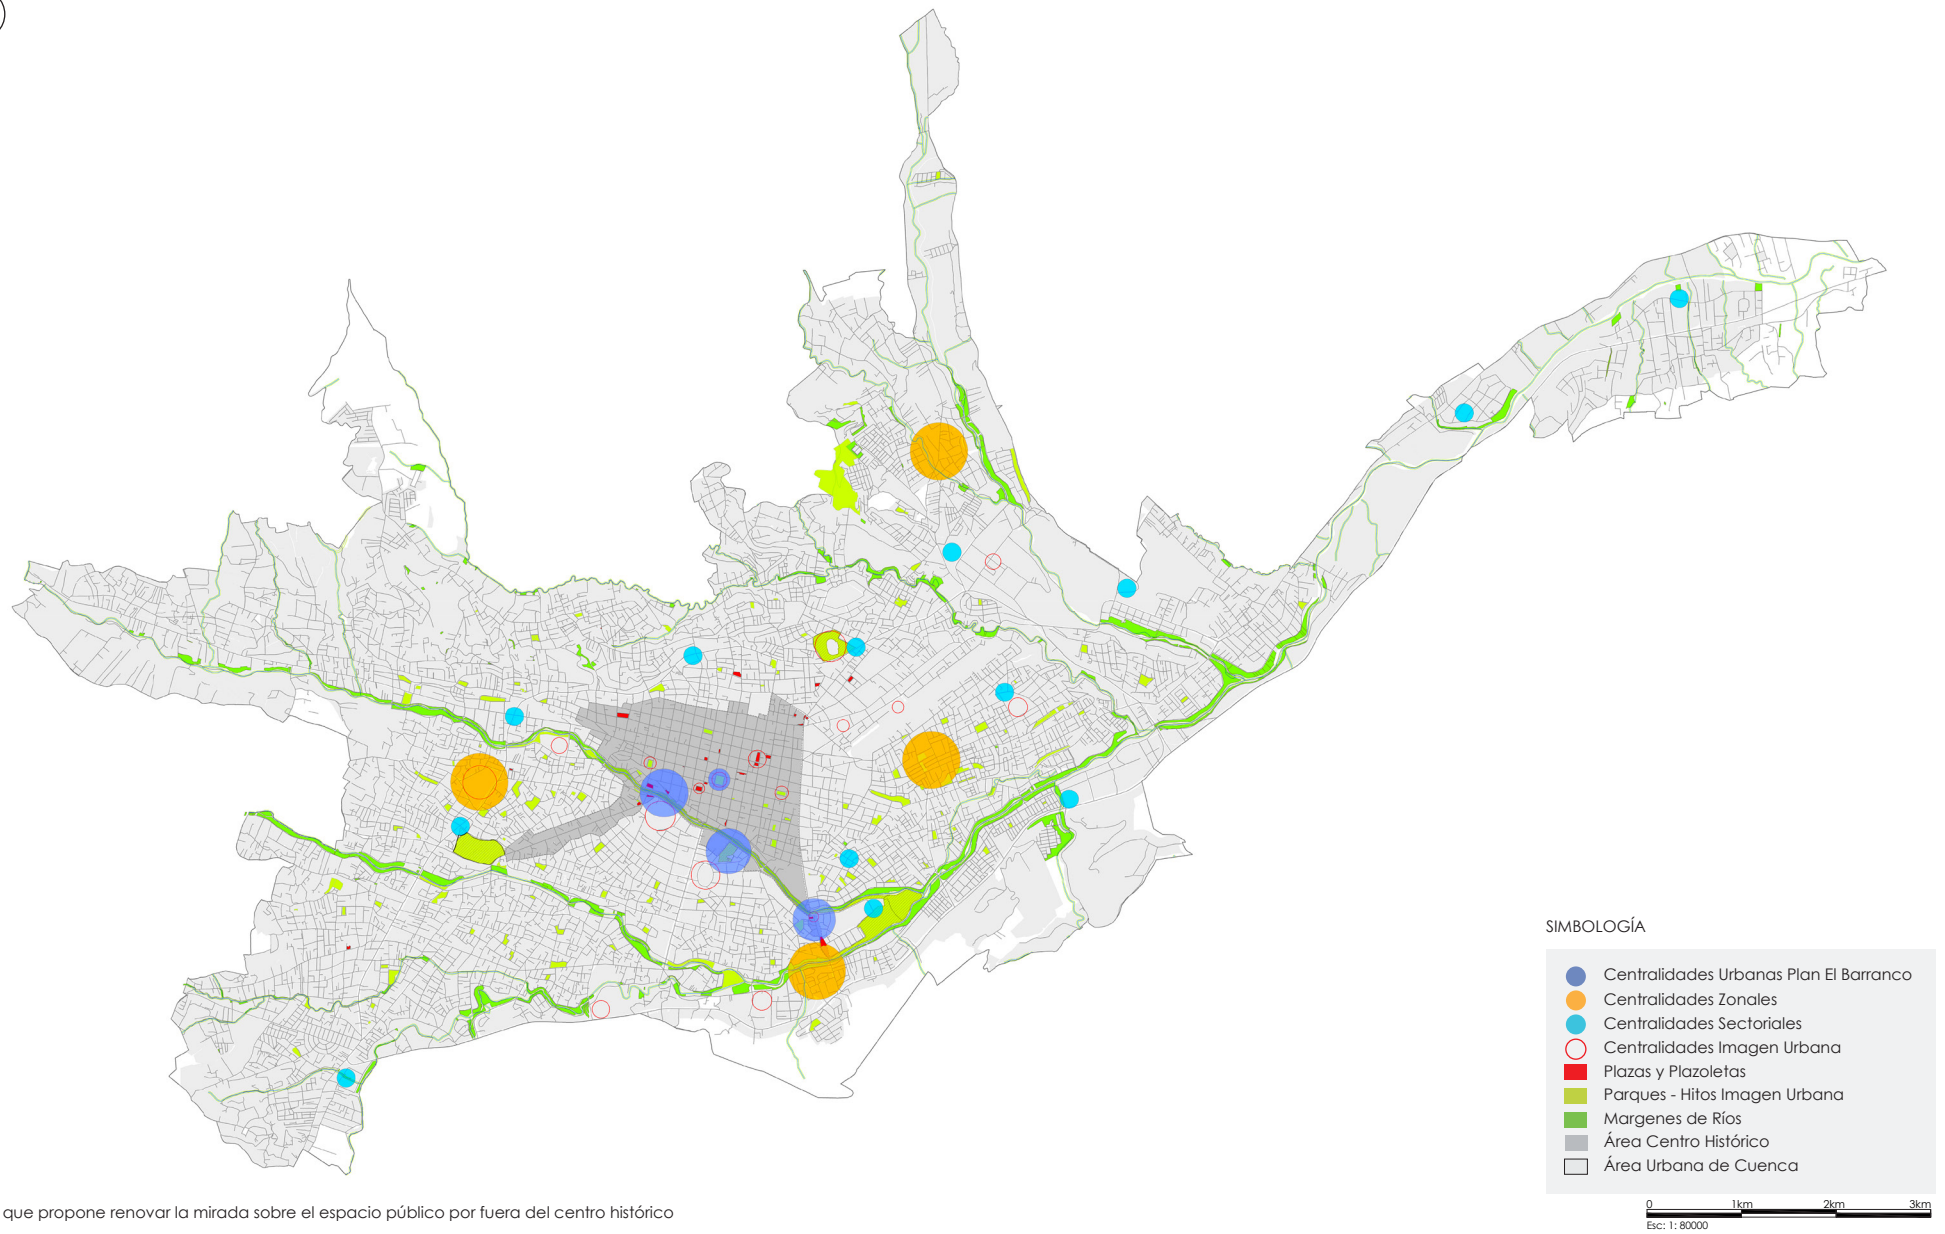 SIMBOLOGÍA
Centralidades Urbanas Plan El Barranco
Centralidades Zonales
Centralidades Sectoriales
Centralidades Imagen Urbana
Plazas y Plazoletas
Parques - Hitos Imagen Urbana
Margenes de Ríos
Área Centro Histórico
Área Urbana de Cuenca
0 1km 2km 3km
Esc: 1: 80000
que propone renovar la mirada sobre el espacio público por fuera del centro histórico